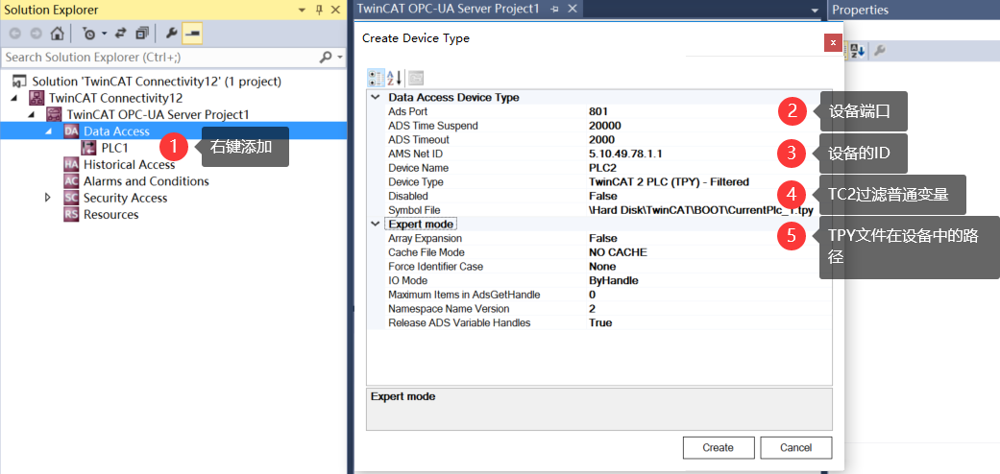 Solution Explorer
Search Solution Explorer (Ctrl+;)
Solution 'TwinCAT Connectivity12' (1 project)
TwinCAT Connectivity12
TwinCAT OPC-UA Server Project1
DA Data Access
PLC1
HA Historical Access
AC Alarms and Conditions
SC Security Access
RS Resources
1 右键添加
TwinCAT OPC-UA Server Project1
Create Device Type
x
Data Access Device Type
Ads Port 801
ADS Time Suspend 20000
ADS Timeout 2000
AMS Net ID 5.10.49.78.1.1
Device Name PLC2
Device Type TwinCAT 2 PLC (TPY) - Filtered
Disabled False
Symbol File \Hard Disk\TwinCAT\BOOT\CurrentPlc_1.tpy
Expert mode
Array Expansion False
Cache File Mode NO CACHE
Force Identifier Case None
IO Mode ByHandle
Maximum Items in AdsGetHandle 0
Namespace Name Version 2
Release ADS Variable Handles True
Expert mode
Create Cancel
Properties
2 设备端口
3 设备的ID
4 TC2过滤普通变量
5 TPY文件在设备中的路
径